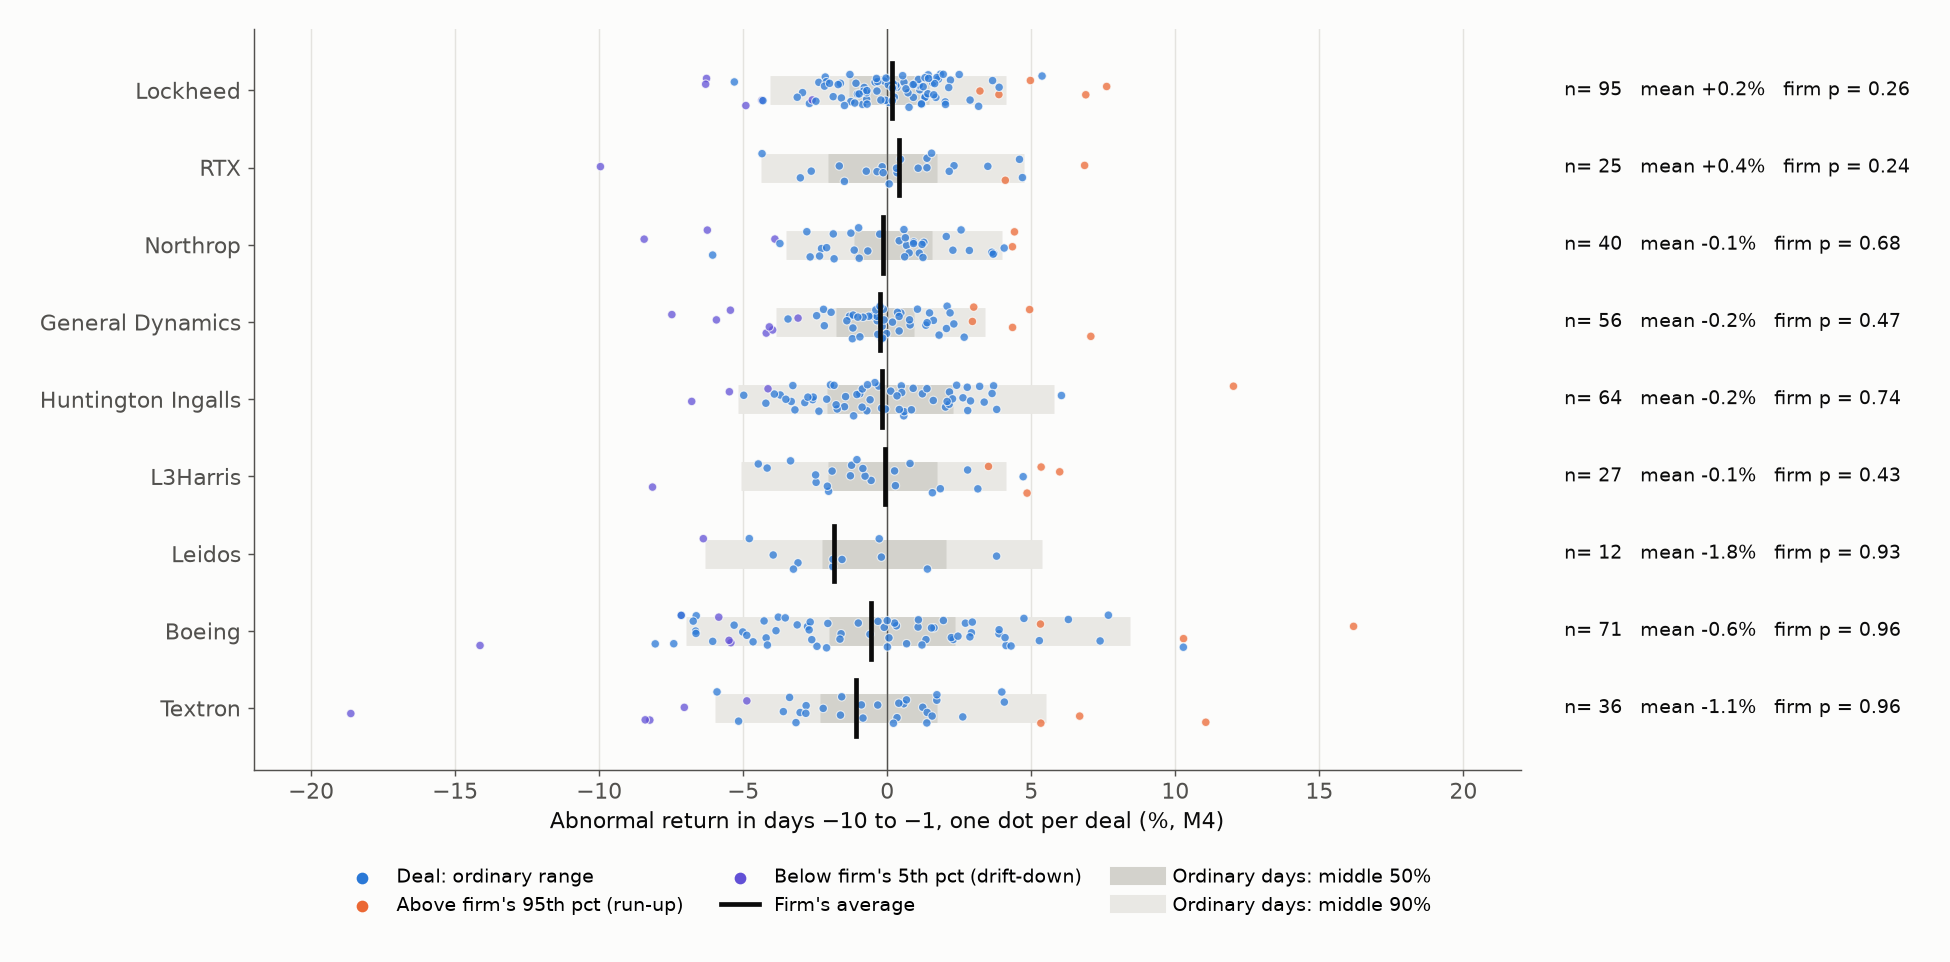 Lockheed n= 95 mean +0.2% firm p = 0.26
RTX n= 25 mean +0.4% firm p = 0.24
Northrop n= 40 mean -0.1% firm p = 0.68
General Dynamics n= 56 mean -0.2% firm p = 0.47
Huntington Ingalls n= 64 mean -0.2% firm p = 0.74
L3Harris n= 27 mean -0.1% firm p = 0.43
Leidos n= 12 mean -1.8% firm p = 0.93
Boeing n= 71 mean -0.6% firm p = 0.96
Textron n= 36 mean -1.1% firm p = 0.96
−20 −15 −10 −5 0 5 10 15 20
Abnormal return in days −10 to −1, one dot per deal (%, M4)
Deal: ordinary range Below firm's 5th pct (drift-down) Ordinary days: middle 50%
Above firm's 95th pct (run-up) Firm's average Ordinary days: middle 90%